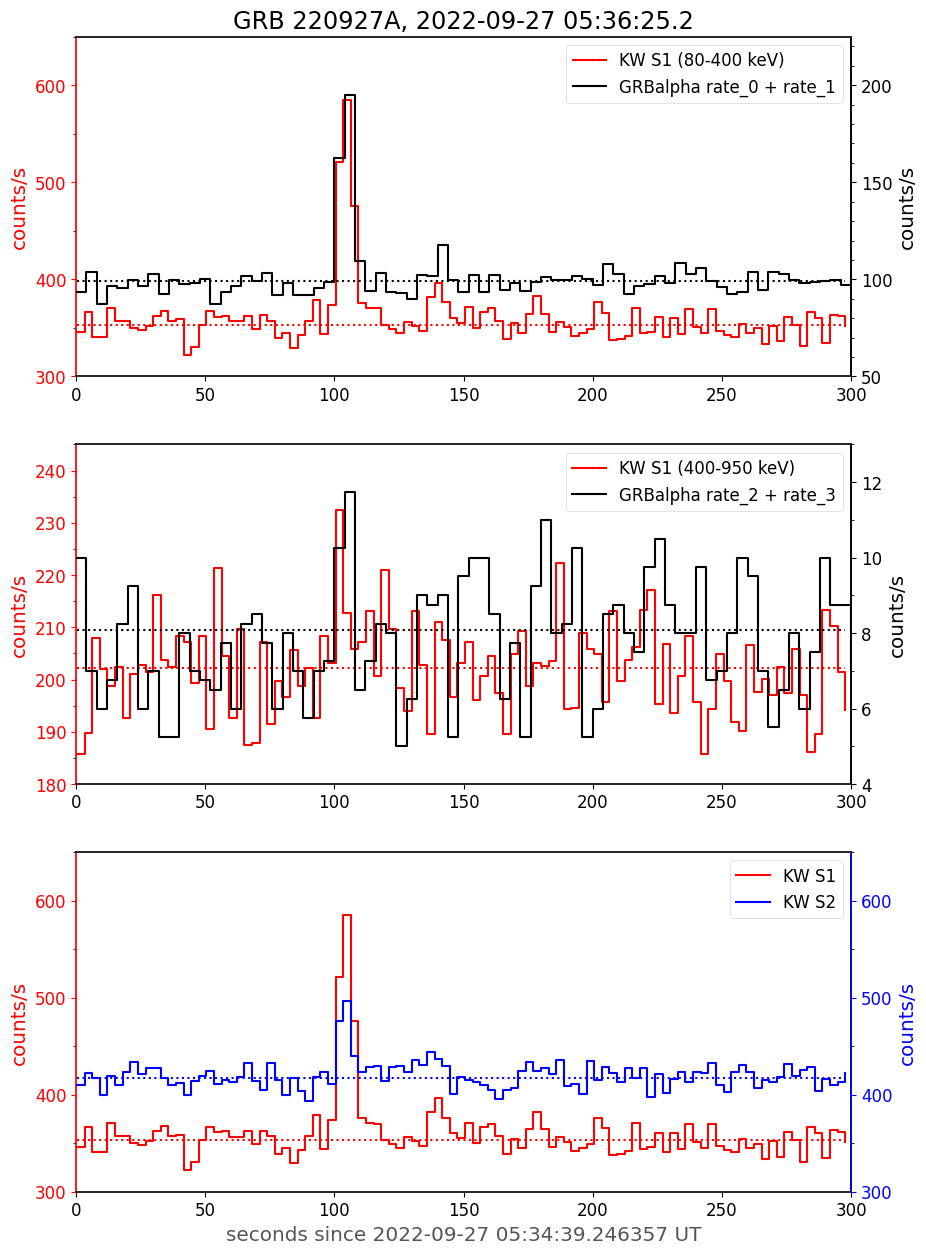 GRB 220927A, 2022-09-27 05:36:25.2
KW S1 (80-400 keV)
GRBalpha rate_0 + rate_1
600
500
400
300
counts/s
200
150
100
50
counts/s
0 50 100 150 200 250 300
KW S1 (400-950 keV)
GRBalpha rate_2 + rate_3
240
230
220
210
200
190
180
counts/s
12
10
8
6
4
counts/s
0 50 100 150 200 250 300
KW S1
KW S2
600
500
400
300
counts/s
600
500
400
300
counts/s
0 50 100 150 200 250 300
seconds since 2022-09-27 05:34:39.246357 UT